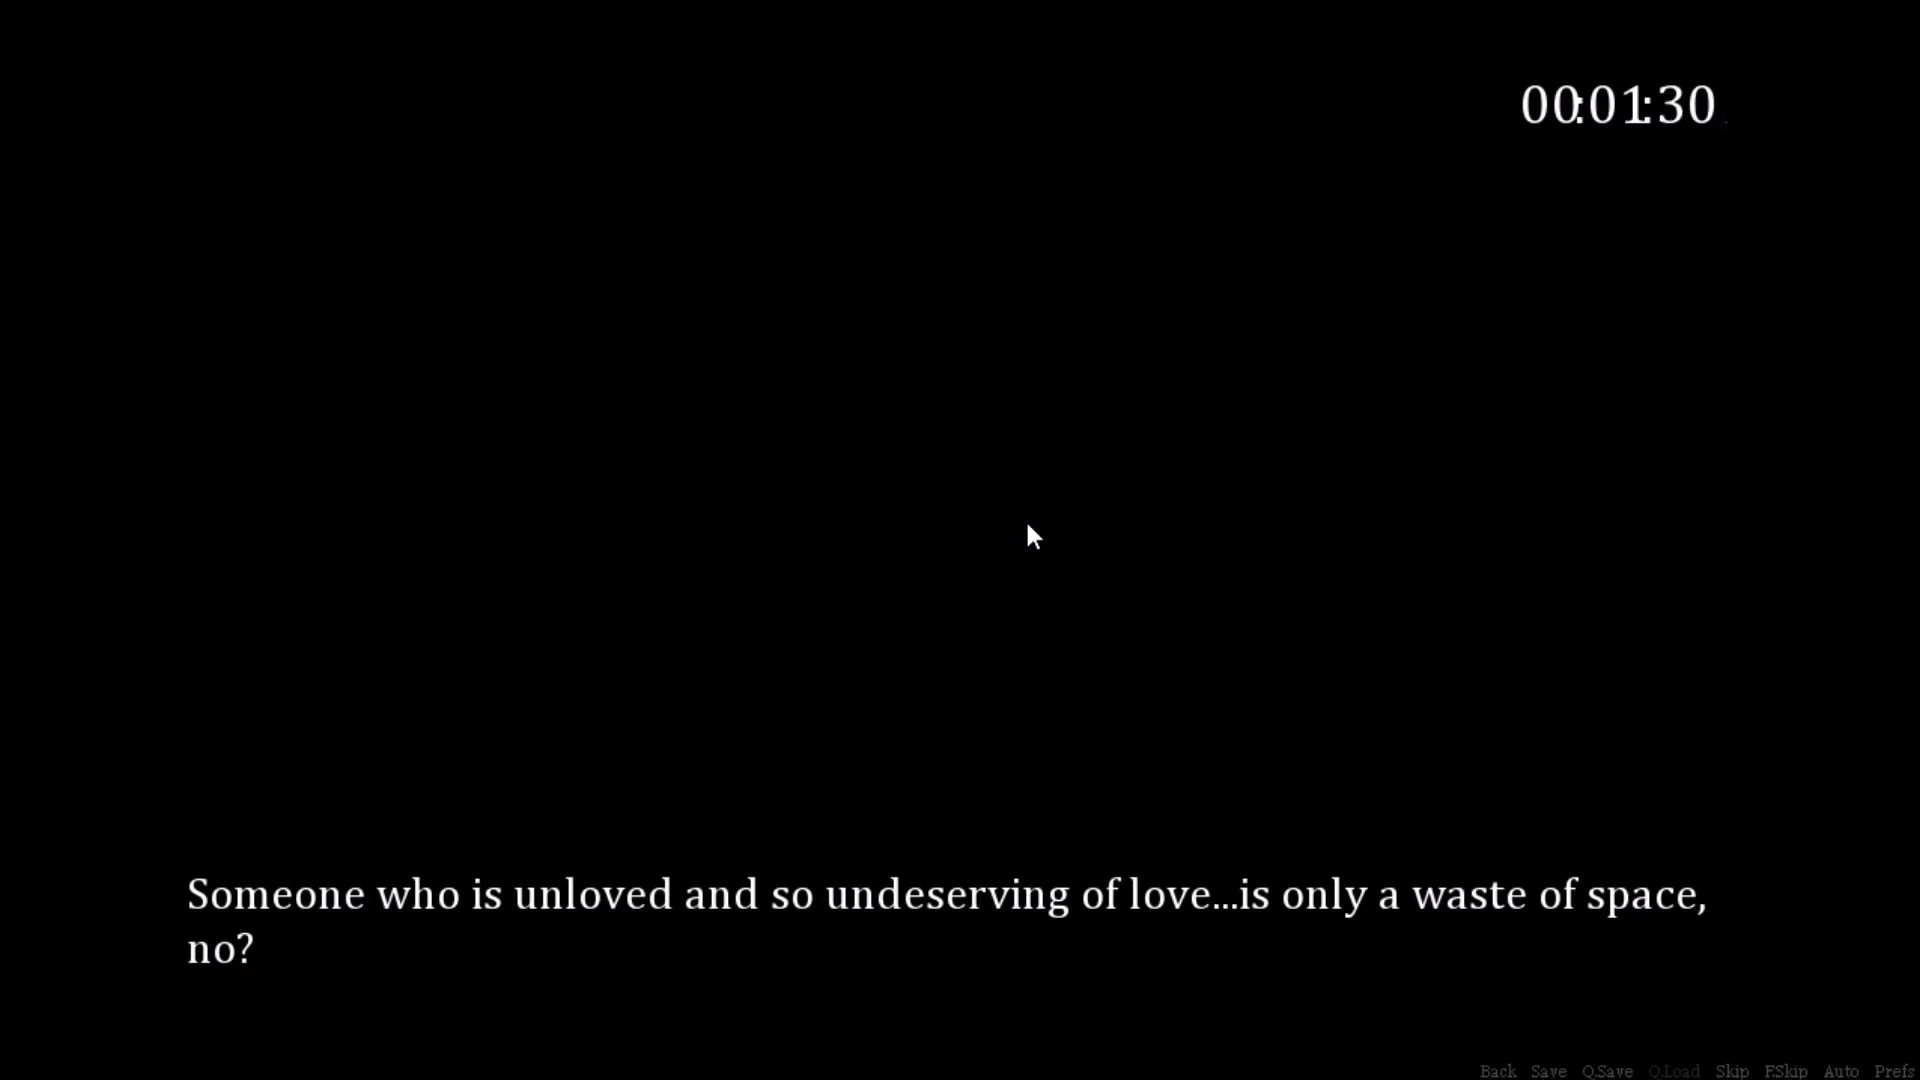 00:01:30
Someone who is unloved and so undeserving of love...is only a waste of space,
no?
Back Save Q.Save Q.Load Skip F.Skip Auto Prefs